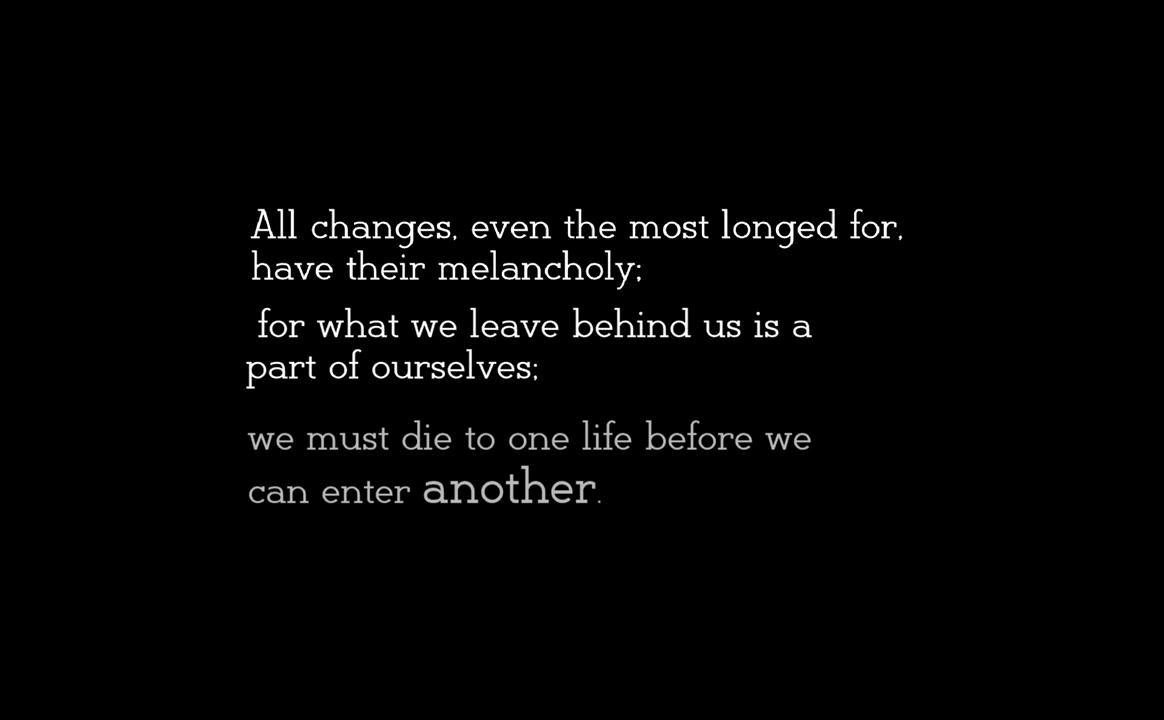 All changes, even the most longed for,
have their melancholy;
for what we leave behind us is a
part of ourselves;
we must die to one life before we
can enter another.